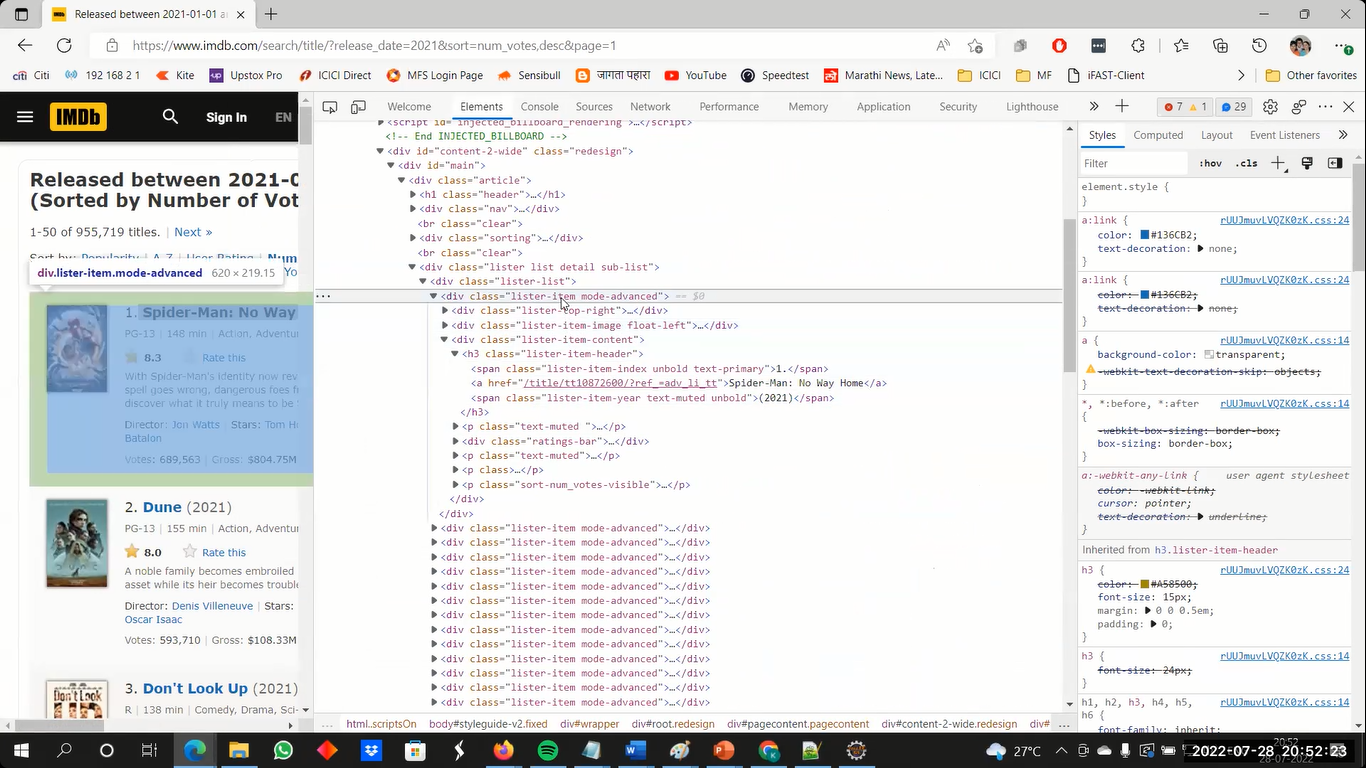 Released between 2021-01-01 a
https://www.imdb.com/search/title/?release_date=2021&sort=num_votes,desc&page=1
citi Citi 192 168 2 1 Kite Upstox Pro ICICI Direct MFS Login Page Sensibull जागता पहारा YouTube Speedtest Marathi News, Late... ICICI MF iFAST-Client Other favorites
IMDb Sign In EN
Welcome Elements Console Sources Network Performance Memory Application Security Lighthouse 7 1 29
Released between 2021-0
(Sorted by Number of Vot
1-50 of 955,719 titles. | Next »
div.lister-item.mode-advanced 620 × 219.15
1. Spider-Man: No Way
PG-13 | 148 min | Action, Adventur
8.3 Rate this
With Spider-Man's identity now rev
spell goes wrong, dangerous foes fr
discover what it truly means to be
Director: Jon Watts | Stars: Tom Ho
Batalon
Votes: 689,563 | Gross: $804.75M
2. Dune (2021)
PG-13 | 155 min | Action, Adventur
8.0 Rate this
A noble family becomes embroiled
asset while its heir becomes trouble
Director: Denis Villeneuve | Stars:
Oscar Isaac
Votes: 593,710 | Gross: $108.33M
3. Don't Look Up (2021)
R | 138 min | Comedy, Drama, Sci-
<script id="injected_billboard_rendering">…</script>
<!-- End INJECTED_BILLBOARD -->
<div id="content-2-wide" class="redesign">
<div id="main">
<div class="article">
<h1 class="header">…</h1>
<div class="nav">…</div>
<br class="clear">
<div class="sorting">…</div>
<br class="clear">
<div class="lister list detail sub-list">
<div class="lister-list">
<div class="lister-item mode-advanced"> == $0
<div class="lister-top-right">…</div>
<div class="lister-item-image float-left">…</div>
<div class="lister-item-content">
<h3 class="lister-item-header">
<span class="lister-item-index unbold text-primary">1.</span>
<a href="/title/tt10872600/?ref_=adv_li_tt">Spider-Man: No Way Home</a>
<span class="lister-item-year text-muted unbold">(2021)</span>
</h3>
<p class="text-muted ">…</p>
<div class="ratings-bar">…</div>
<p class="text-muted">…</p>
<p class>…</p>
<p class="sort-num_votes-visible">…</p>
</div>
</div>
<div class="lister-item mode-advanced">…</div>
<div class="lister-item mode-advanced">…</div>
<div class="lister-item mode-advanced">…</div>
<div class="lister-item mode-advanced">…</div>
<div class="lister-item mode-advanced">…</div>
<div class="lister-item mode-advanced">…</div>
<div class="lister-item mode-advanced">…</div>
<div class="lister-item mode-advanced">…</div>
<div class="lister-item mode-advanced">…</div>
<div class="lister-item mode-advanced">…</div>
<div class="lister-item mode-advanced">…</div>
<div class="lister-item mode-advanced">…</div>
<div class="lister-item mode-advanced">…</div>
html.scriptsOn body#styleguide-v2.fixed div#wrapper div#root.redesign div#pagecontent.pagecontent div#content-2-wide.redesign div#
Styles Computed Layout Event Listeners
Filter :hov .cls
element.style {
}
a:link { rUUJmuvLVQZK0zK.css:24
color: #136CB2;
text-decoration: none;
}
a:link { rUUJmuvLVQZK0zK.css:24
color: #136CB2;
text-decoration: none;
}
a { rUUJmuvLVQZK0zK.css:14
background-color: transparent;
-webkit-text-decoration-skip: objects;
}
*, *:before, *:after rUUJmuvLVQZK0zK.css:14
{
-webkit-box-sizing: border-box;
box-sizing: border-box;
}
a:-webkit-any-link { user agent stylesheet
color: -webkit-link;
cursor: pointer;
text-decoration: underline;
}
Inherited from h3.lister-item-header
h3 { rUUJmuvLVQZK0zK.css:24
color: #A58500;
font-size: 15px;
margin: 0 0 0.5em;
padding: 0;
}
h3 { rUUJmuvLVQZK0zK.css:14
font-size: 24px;
}
h1, h2, h3, h4, h5, rUUJmuvLVQZK0zK.css:14
h6 {
font-family: inherit;
27°C
2022-07-28 20:52:23